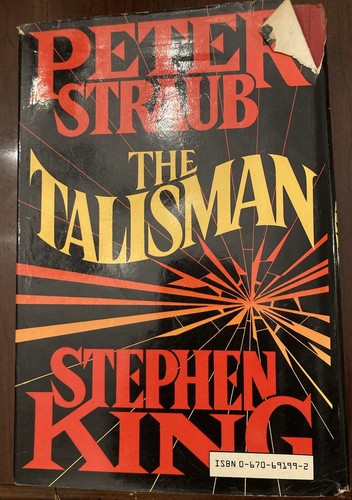 PETER
STRAUB
THE
TALISMAN
STEPHEN
KING
ISBN 0-670-69199-2